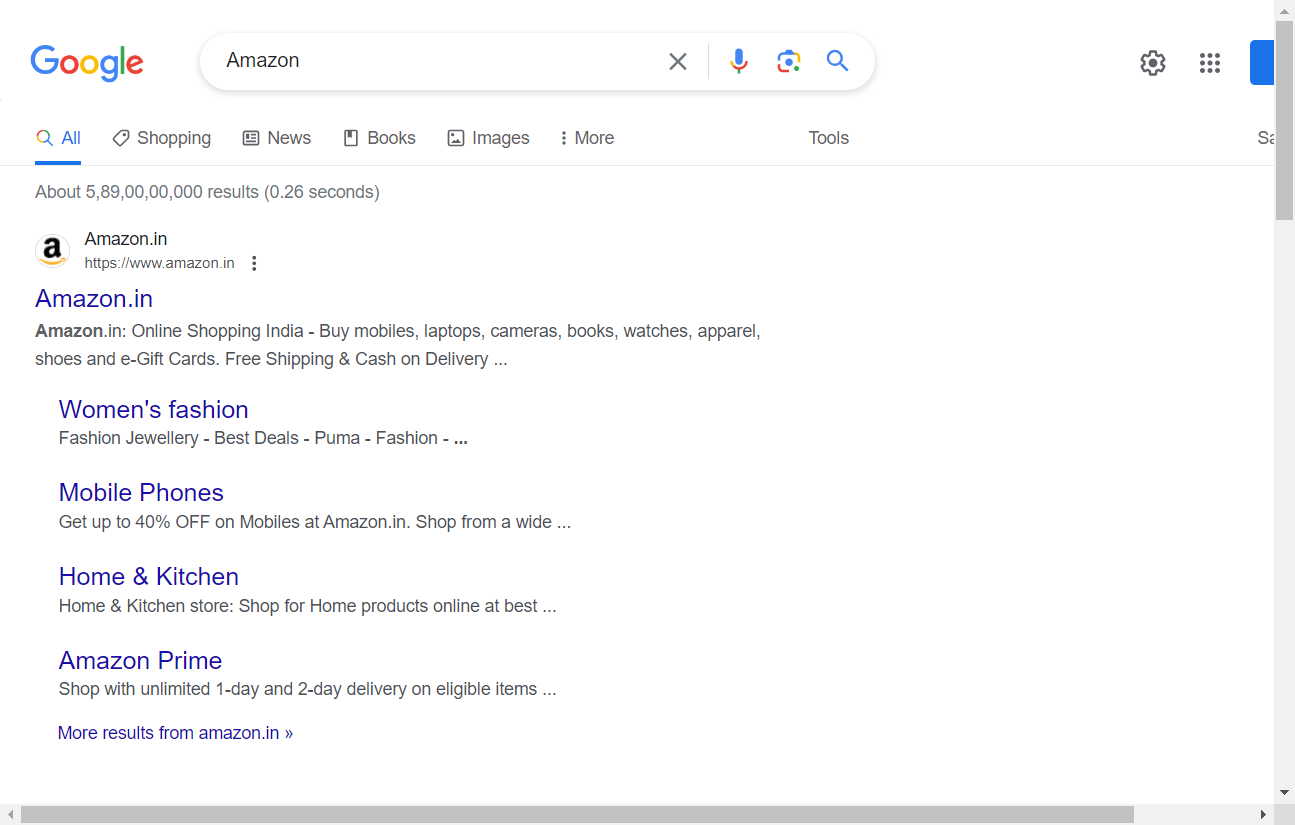 Google
Amazon
All Shopping News Books Images More Tools
About 5,89,00,00,000 results (0.26 seconds)
a
Amazon.in
https://www.amazon.in
Amazon.in
Amazon.in: Online Shopping India - Buy mobiles, laptops, cameras, books, watches, apparel,
shoes and e-Gift Cards. Free Shipping & Cash on Delivery ...
Women's fashion
Fashion Jewellery - Best Deals - Puma - Fashion - ...
Mobile Phones
Get up to 40% OFF on Mobiles at Amazon.in. Shop from a wide ...
Home & Kitchen
Home & Kitchen store: Shop for Home products online at best ...
Amazon Prime
Shop with unlimited 1-day and 2-day delivery on eligible items ...
More results from amazon.in »